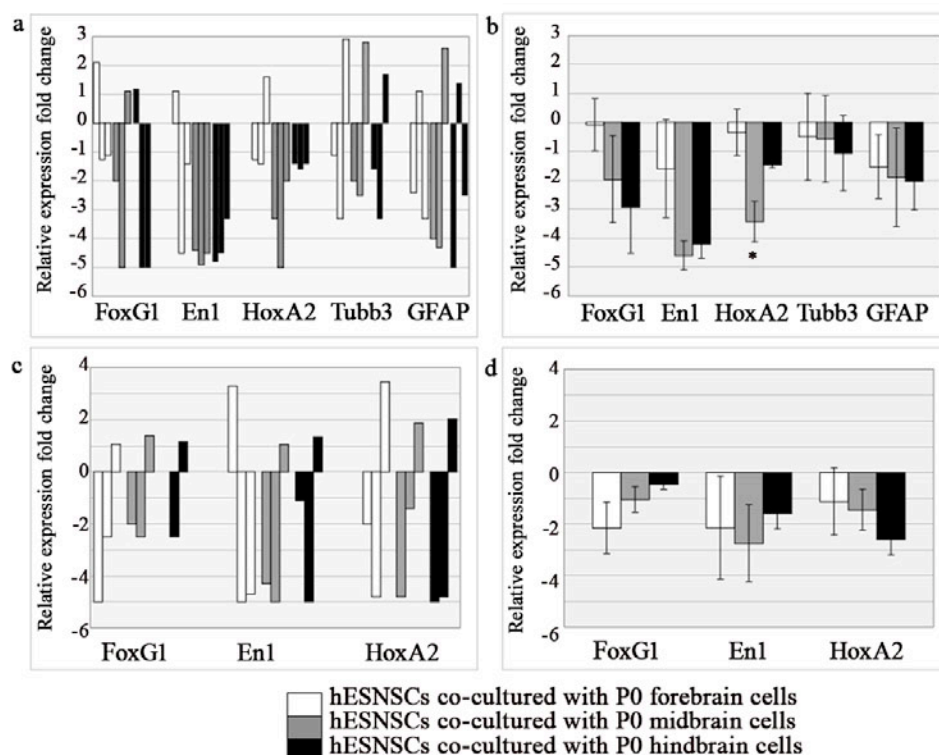 a
b
Relative expression fold change
3
2
1
0
-1
-2
-3
-4
-5
-6
FoxG1 En1 HoxA2 Tubb3 GFAP
Relative expression fold change
3
2
1
0
-1
-2
-3
-4
-5
-6
*
FoxG1 En1 HoxA2 Tubb3 GFAP
c
d
Relative expression fold change
4
2
0
-2
-4
-6
FoxG1 En1 HoxA2
Relative expression fold change
4
2
0
-2
-4
-6
FoxG1 En1 HoxA2
hESNSCs co-cultured with P0 forebrain cells
hESNSCs co-cultured with P0 midbrain cells
hESNSCs co-cultured with P0 hindbrain cells